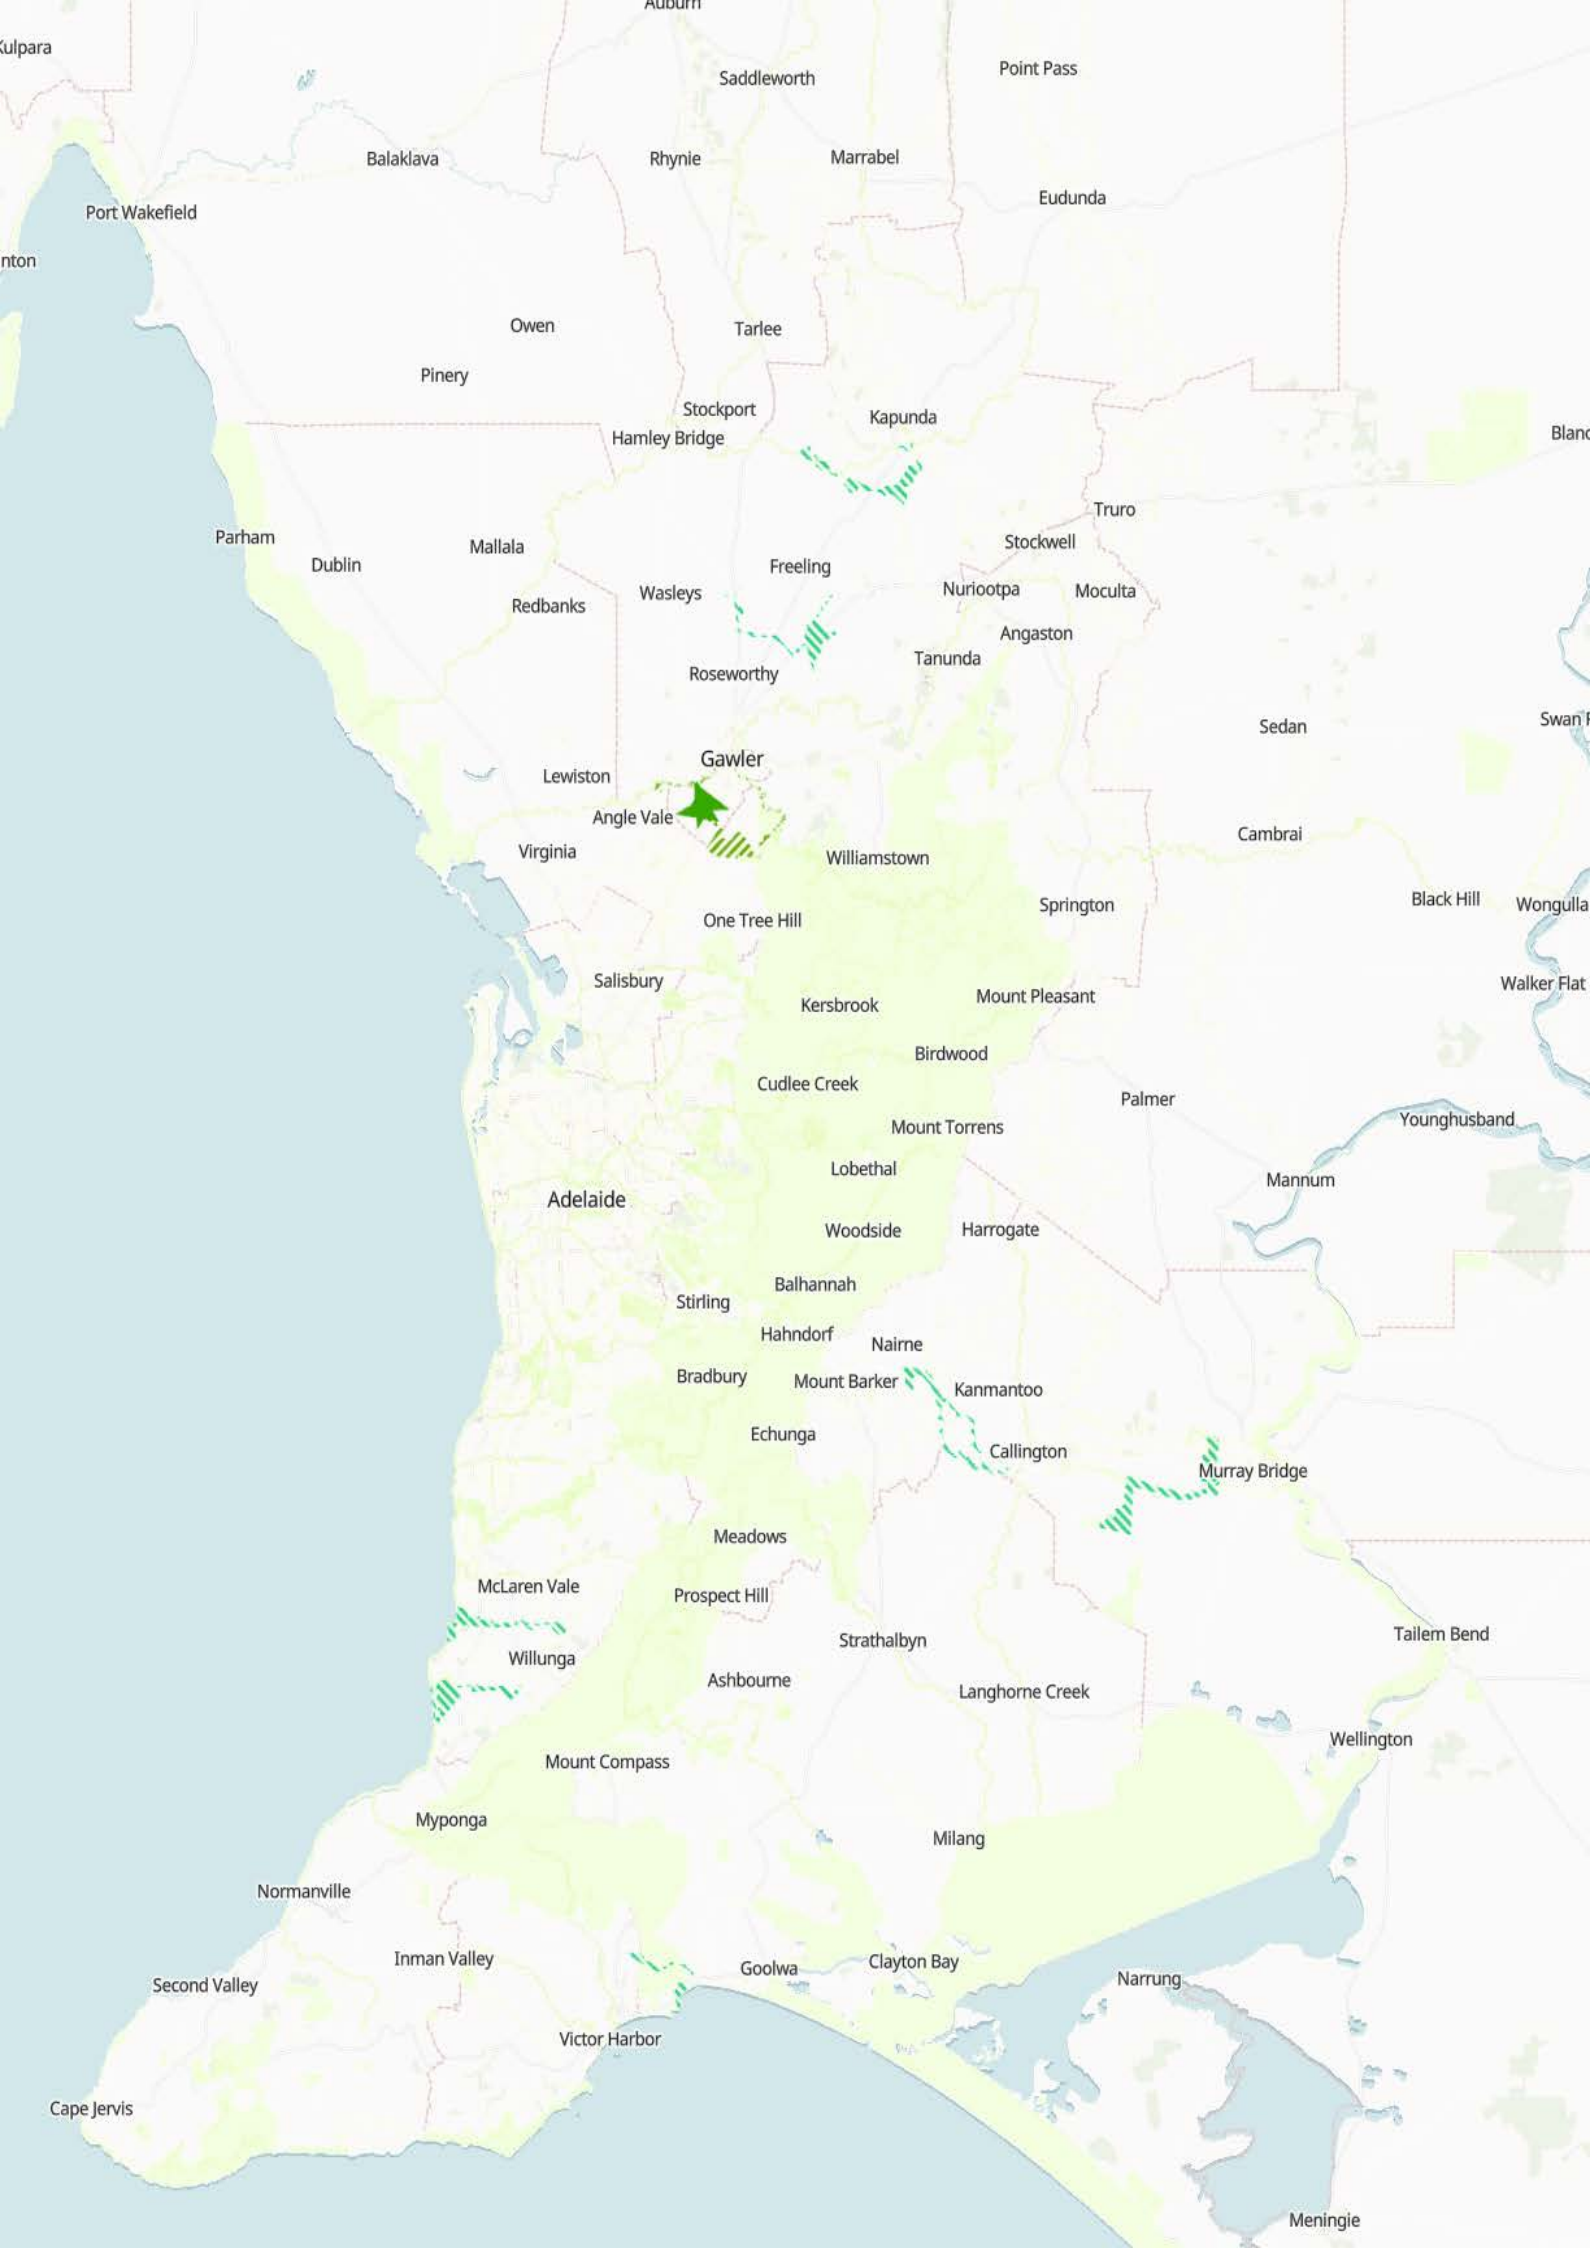 Auburn
Kulpara
Saddleworth
Point Pass
Balaklava
Rhynie
Marrabel
Eudunda
Port Wakefield
nton
Owen
Tarlee
Pinery
Stockport
Kapunda
Hamley Bridge
Blanc
Truro
Parham
Dublin
Mallala
Stockwell
Freeling
Wasleys
Nuriootpa
Moculta
Redbanks
Angaston
Tanunda
Roseworthy
Swan R
Sedan
Gawler
Lewiston
Angle Vale
Cambrai
Virginia
Williamstown
Black Hill
Wongulla
Springton
One Tree Hill
Salisbury
Walker Flat
Kersbrook
Mount Pleasant
Birdwood
Cudlee Creek
Palmer
Younghusband
Mount Torrens
Lobethal
Mannum
Adelaide
Woodside
Harrogate
Balhannah
Stirling
Hahndorf
Nairne
Bradbury
Mount Barker
Kanmantoo
Echunga
Callington
Murray Bridge
Meadows
McLaren Vale
Prospect Hill
Strathalbyn
Tailem Bend
Willunga
Ashbourne
Langhorne Creek
Wellington
Mount Compass
Myponga
Milang
Normanville
Inman Valley
Goolwa
Clayton Bay
Second Valley
Narrung
Victor Harbor
Cape Jervis
Meningie